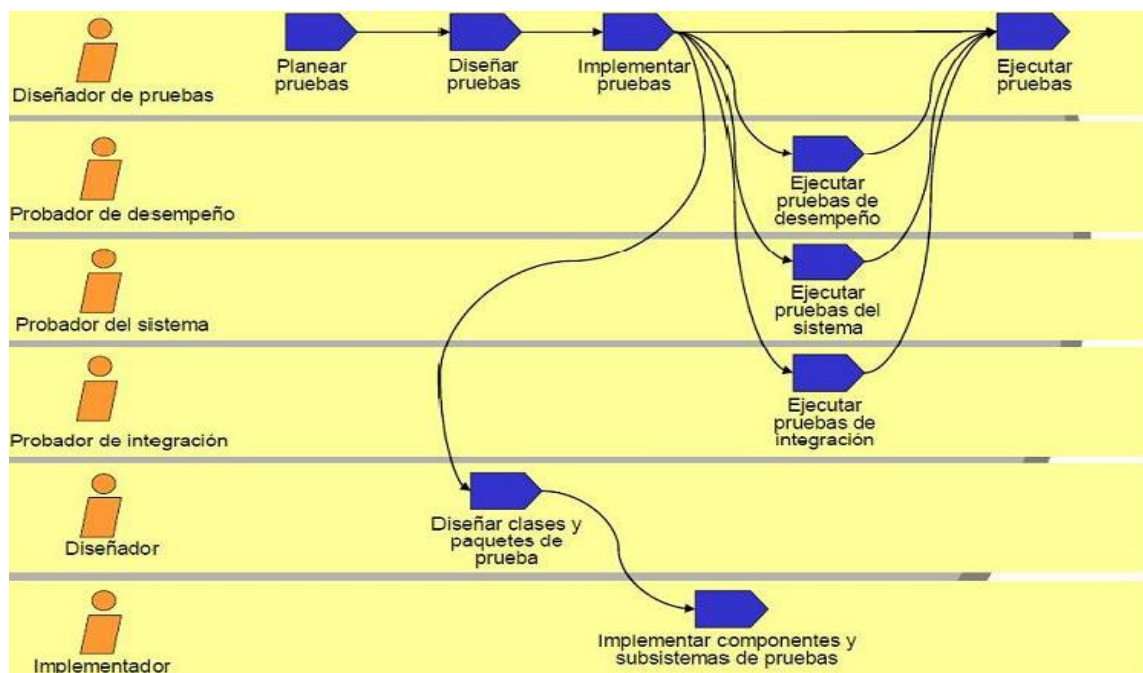 Diseñador de pruebas
Planear
pruebas
Diseñar
pruebas
Implementar
pruebas
Ejecutar
pruebas
Probador de desempeño
Ejecutar
pruebas de
desempeño
Probador del sistema
Ejecutar
pruebas del
sistema
Probador de integración
Ejecutar
pruebas de
integración
Diseñador
Diseñar clases y
paquetes de
prueba
Implementador
Implementar componentes y
subsistemas de pruebas